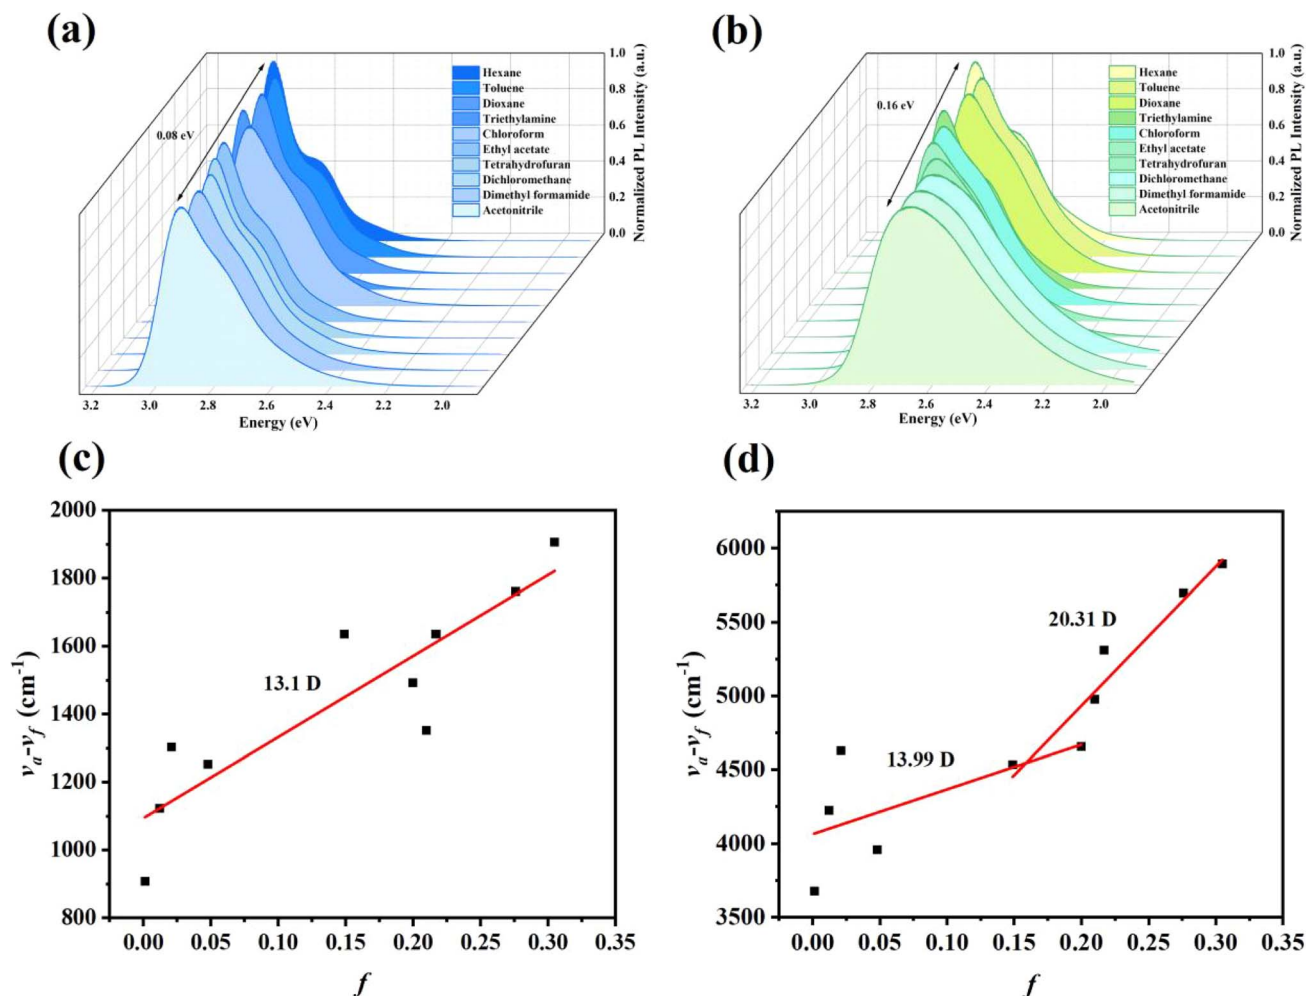 (a)
1.0
0.8
0.6
0.4
0.2
0.0
Normalized PL Intensity (a.u.)
Hexane
Toluene
Dioxane
Triethylamine
Chloroform
Ethyl acetate
Tetrahydrofuran
Dichloromethane
Dimethyl formamide
Acetonitrile
0.08 eV
3.2 3.0 2.8 2.6 2.4 2.2 2.0
Energy (eV)
(b)
1.0
0.8
0.6
0.4
0.2
0.0
Normalized PL Intensity (a.u.)
Hexane
Toluene
Dioxane
Triethylamine
Chloroform
Ethyl acetate
Tetrahydrofuran
Dichloromethane
Dimethyl formamide
Acetonitrile
0.16 eV
3.2 3.0 2.8 2.6 2.4 2.2 2.0
Energy (eV)
(c)
2000
1800
1600
1400
1200
1000
800
νa-νf (cm-1)
13.1 D
0.00 0.05 0.10 0.15 0.20 0.25 0.30 0.35
f
(d)
6000
5500
5000
4500
4000
3500
νa-νf (cm-1)
20.31 D
13.99 D
0.00 0.05 0.10 0.15 0.20 0.25 0.30 0.35
f